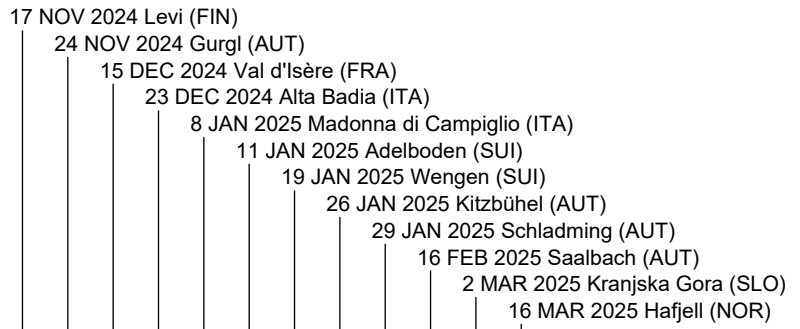 17 NOV 2024 Levi (FIN)
24 NOV 2024 Gurgl (AUT)
15 DEC 2024 Val d'Isère (FRA)
23 DEC 2024 Alta Badia (ITA)
8 JAN 2025 Madonna di Campiglio (ITA)
11 JAN 2025 Adelboden (SUI)
19 JAN 2025 Wengen (SUI)
26 JAN 2025 Kitzbühel (AUT)
29 JAN 2025 Schladming (AUT)
16 FEB 2025 Saalbach (AUT)
2 MAR 2025 Kranjska Gora (SLO)
16 MAR 2025 Hafjell (NOR)